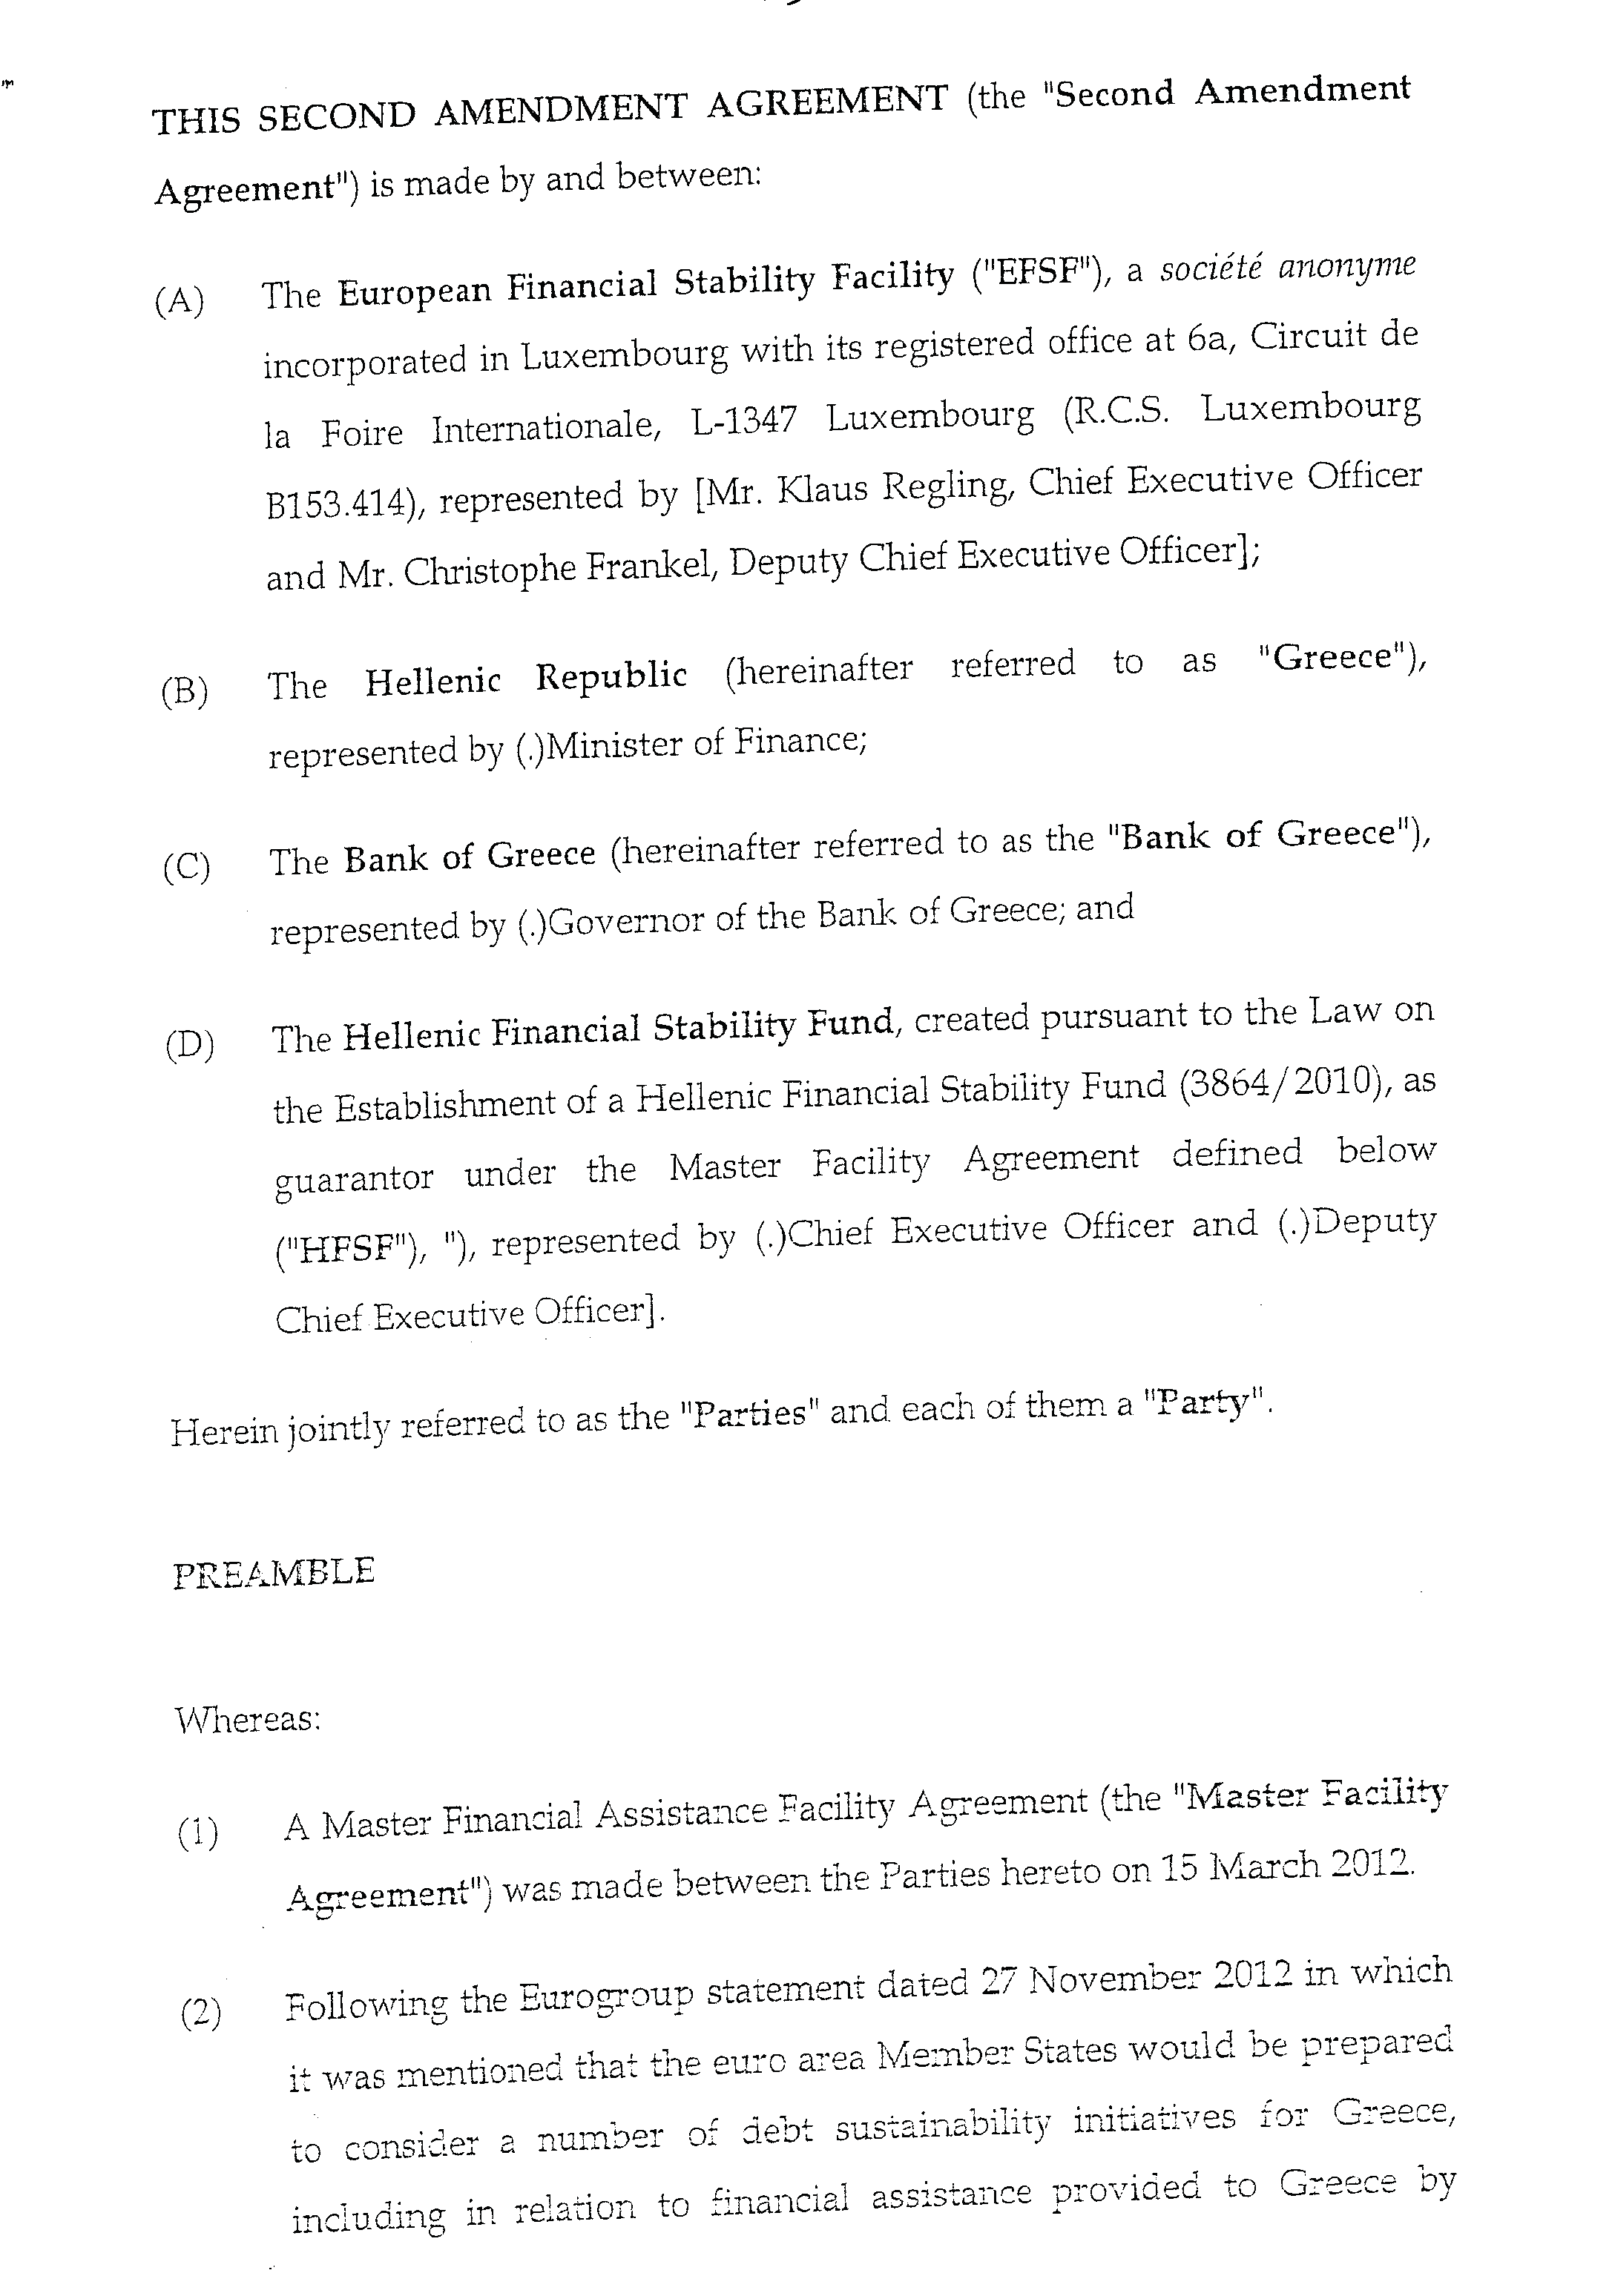 THIS SECOND AMENDMENT AGREEMENT (the "Second Amendment
Agreement") is made by and between:
(A) The European Financial Stability Facility ("EFSF"), a société anonyme
incorporated in Luxembourg with its registered office at 6a, Circuit de
la Foire Internationale, L-1347 Luxembourg (R.C.S. Luxembourg
B153.414), represented by [Mr. Klaus Regling, Chief Executive Officer
and Mr. Christophe Frankel, Deputy Chief Executive Officer];
(B) The Hellenic Republic (hereinafter referred to as "Greece"),
represented by (.)Minister of Finance;
(C) The Bank of Greece (hereinafter referred to as the "Bank of Greece"),
represented by (.)Governor of the Bank of Greece; and
(D) The Hellenic Financial Stability Fund, created pursuant to the Law on
the Establishment of a Hellenic Financial Stability Fund (3864/2010), as
guarantor under the Master Facility Agreement defined below
("HFSF"), "), represented by (.)Chief Executive Officer and (.)Deputy
Chief Executive Officer].
Herein jointly referred to as the "Parties" and each of them a "Party".
PREAMBLE
Whereas:
(1) A Master Financial Assistance Facility Agreement (the "Master Facility
Agreement") was made between the Parties hereto on 15 March 2012.
(2) Following the Eurogroup statement dated 27 November 2012 in which
it was mentioned that the euro area Member States would be prepared
to consider a number of debt sustainability initiatives for Greece,
including in relation to financial assistance provided to Greece by